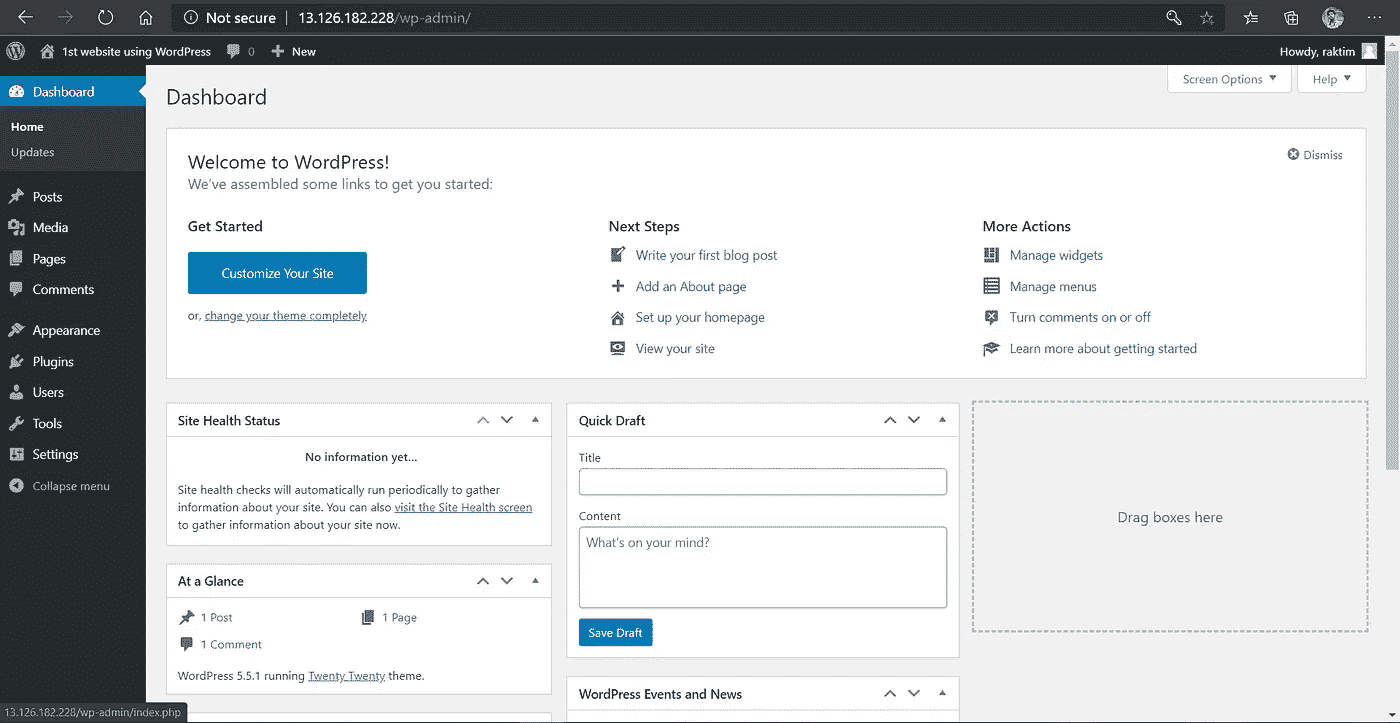 Not secure 13.126.182.228/wp-admin/
1st website using WordPress 0 New
Howdy, raktim
Dashboard
Home
Updates
Posts
Media
Pages
Comments
Appearance
Plugins
Users
Tools
Settings
Collapse menu
Screen Options
Help
Dashboard
Welcome to WordPress!
We've assembled some links to get you started:
Dismiss
Get Started
Customize Your Site
or, change your theme completely
Next Steps
Write your first blog post
Add an About page
Set up your homepage
View your site
More Actions
Manage widgets
Manage menus
Turn comments on or off
Learn more about getting started
Site Health Status
No information yet...
Site health checks will automatically run periodically to gather
information about your site. You can also visit the Site Health screen
to gather information about your site now.
At a Glance
1 Post
1 Page
1 Comment
WordPress 5.5.1 running Twenty Twenty theme.
Quick Draft
Title
Content
What's on your mind?
Save Draft
WordPress Events and News
Drag boxes here
13.126.182.228/wp-admin/index.php